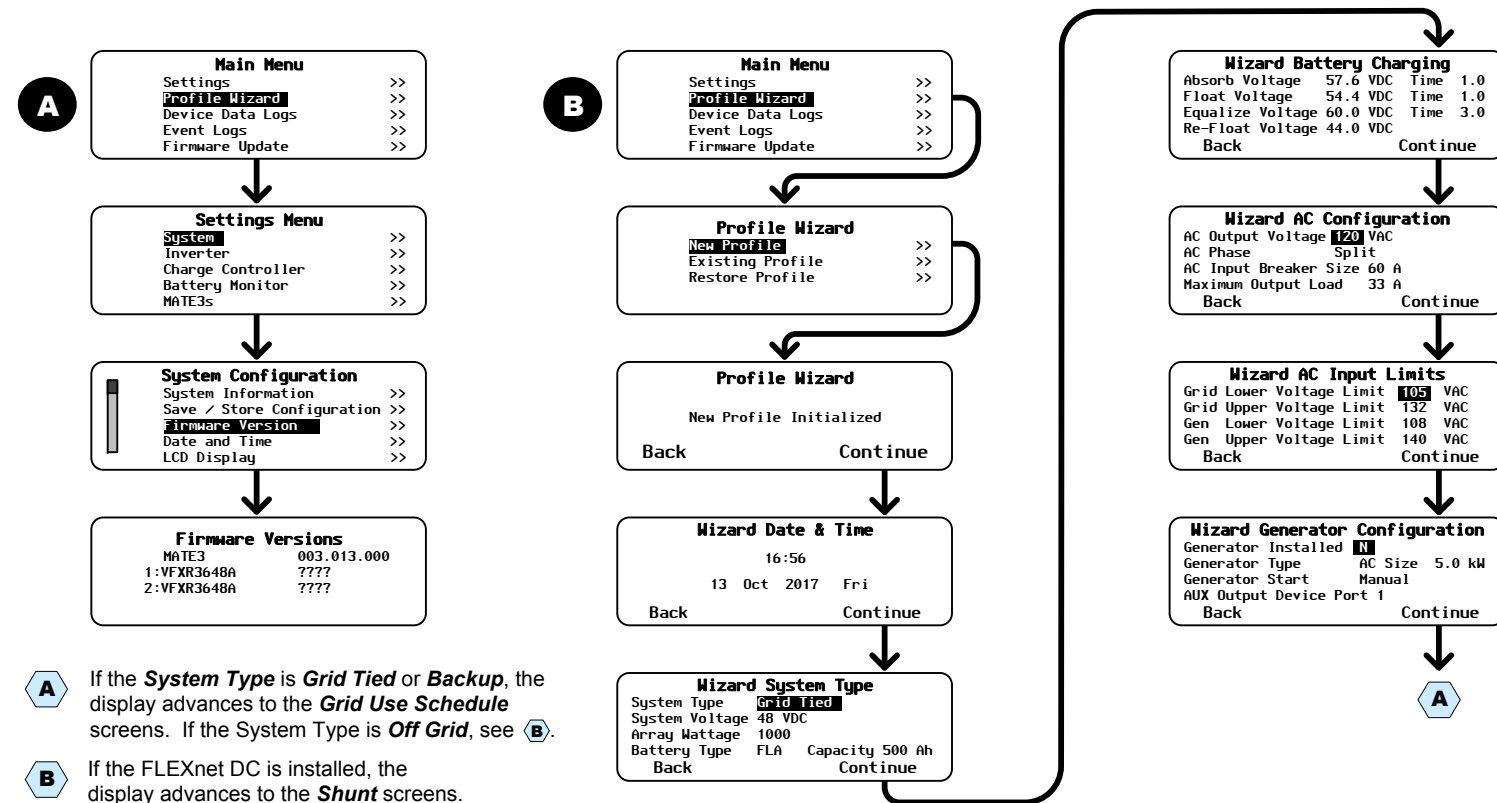 A
Main Menu
Settings >>
Profile Wizard >>
Device Data Logs >>
Event Logs >>
Firmware Update >>
Settings Menu
System >>
Inverter >>
Charge Controller >>
Battery Monitor >>
MATE3s >>
System Configuration
System Information >>
Save / Store Configuration >>
Firmware Version >>
Date and Time >>
LCD Display >>
Firmware Versions
MATE3 003.013.000
1:VFXR3648A ????
2:VFXR3648A ????
A If the System Type is Grid Tied or Backup, the
display advances to the Grid Use Schedule
screens. If the System Type is Off Grid, see B.
B If the FLEXnet DC is installed, the
display advances to the Shunt screens.
B
Main Menu
Settings >>
Profile Wizard >>
Device Data Logs >>
Event Logs >>
Firmware Update >>
Profile Wizard
New Profile >>
Existing Profile >>
Restore Profile >>
Profile Wizard
New Profile Initialized
Back Continue
Wizard Date & Time
16:56
13 Oct 2017 Fri
Back Continue
Wizard System Type
System Type Grid Tied
System Voltage 48 VDC
Array Wattage 1000
Battery Type FLA Capacity 500 Ah
Back Continue
Wizard Battery Charging
Absorb Voltage 57.6 VDC Time 1.0
Float Voltage 54.4 VDC Time 1.0
Equalize Voltage 60.0 VDC Time 3.0
Re-Float Voltage 44.0 VDC
Back Continue
Wizard AC Configuration
AC Output Voltage 120 VAC
AC Phase Split
AC Input Breaker Size 60 A
Maximum Output Load 33 A
Back Continue
Wizard AC Input Limits
Grid Lower Voltage Limit 105 VAC
Grid Upper Voltage Limit 132 VAC
Gen Lower Voltage Limit 108 VAC
Gen Upper Voltage Limit 140 VAC
Back Continue
Wizard Generator Configuration
Generator Installed N
Generator Type AC Size 5.0 kW
Generator Start Manual
AUX Output Device Port 1
Back Continue
A